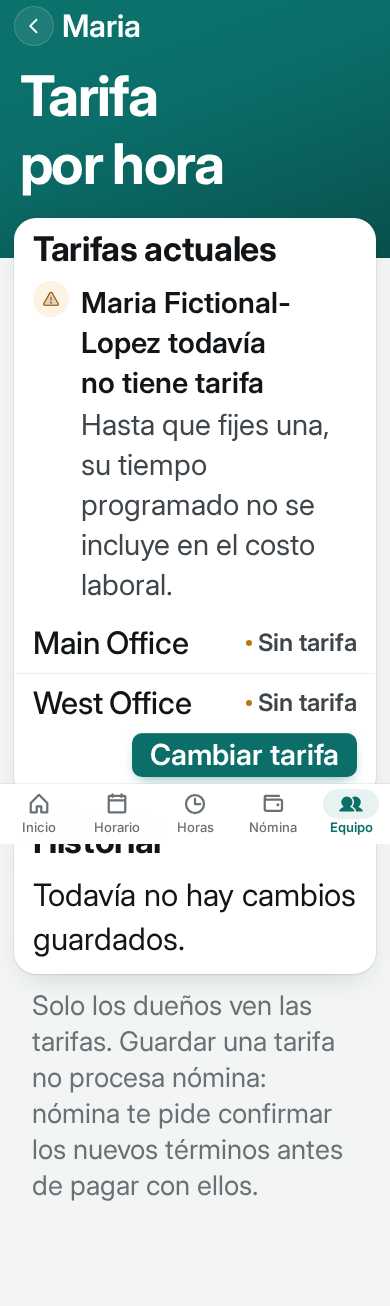 Maria
Tarifa
por hora
Tarifas actuales
Maria Fictional-
Lopez todavía
no tiene tarifa
Hasta que fijes una,
su tiempo
programado no se
incluye en el costo
laboral.
Main Office
Sin tarifa
West Office
Sin tarifa
Cambiar tarifa
Inicio
Horario
Horas
Nómina
Equipo
Historial
Todavía no hay cambios
guardados.
Solo los dueños ven las
tarifas. Guardar una tarifa
no procesa nómina:
nómina te pide confirmar
los nuevos términos antes
de pagar con ellos.